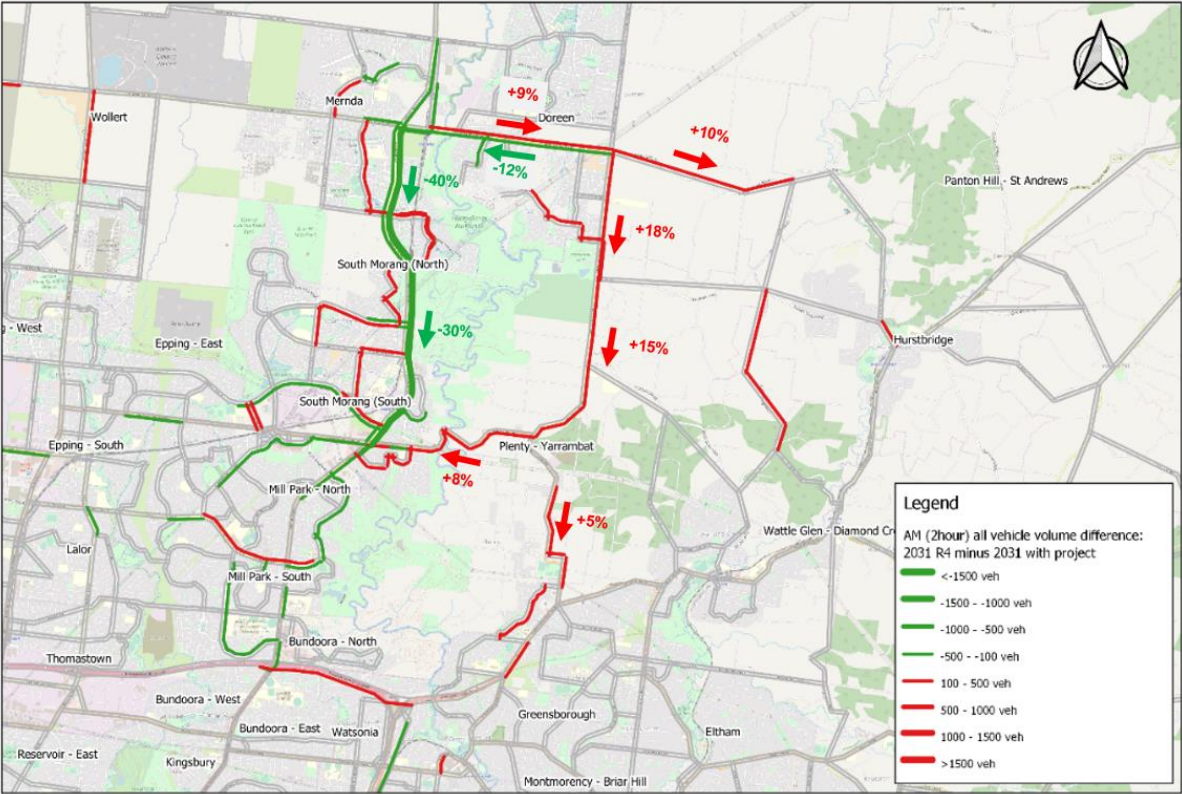 +9%
Mernda
Doreen
Wollert
+10%
-12%
-40%
Panton Hill - St Andrews
+18%
South Morang (North)
-30%
g - West
Epping - East
+15%
Hurstbridge
South Morang (South)
Epping - South
Plenty - Yarrambat
+8%
Mill Park - North
+5%
Wattle Glen - Diamond Cr
Lalor
Mill Park - South
Bundoora - North
Thomastown
Bundoora - West
Greensborough
Bundoora - East
Watsonia
Eltham
Reservoir - East
Kingsbury
Montmorency - Briar Hill
Legend
AM (2hour) all vehicle volume difference:
2031 R4 minus 2031 with project
<-1500 veh
-1500 - -1000 veh
-1000 - -500 veh
-500 - -100 veh
100 - 500 veh
500 - 1000 veh
1000 - 1500 veh
>1500 veh